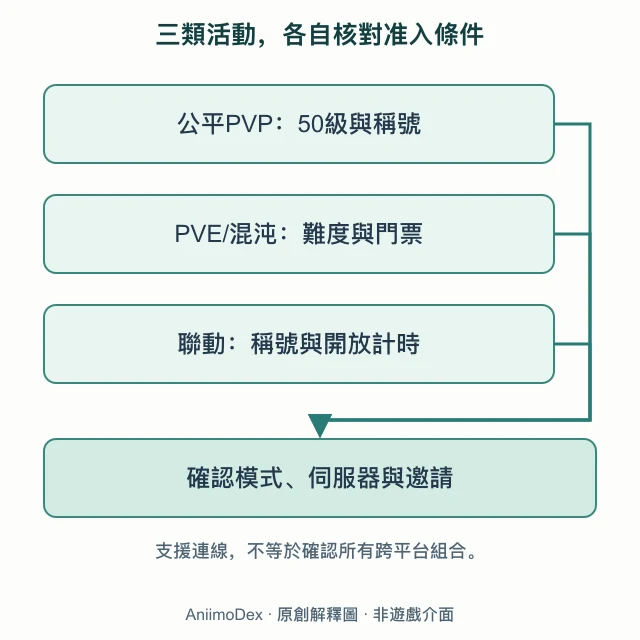 三類活動，各自核對准入條件
公平PVP：50級與稱號
PVE/混沌：難度與門票
聯動：稱號與開放計時
確認模式、伺服器與邀請
支援連線，不等於確認所有跨平台組合。
AniimoDex · 原創解釋圖 · 非遊戲介面